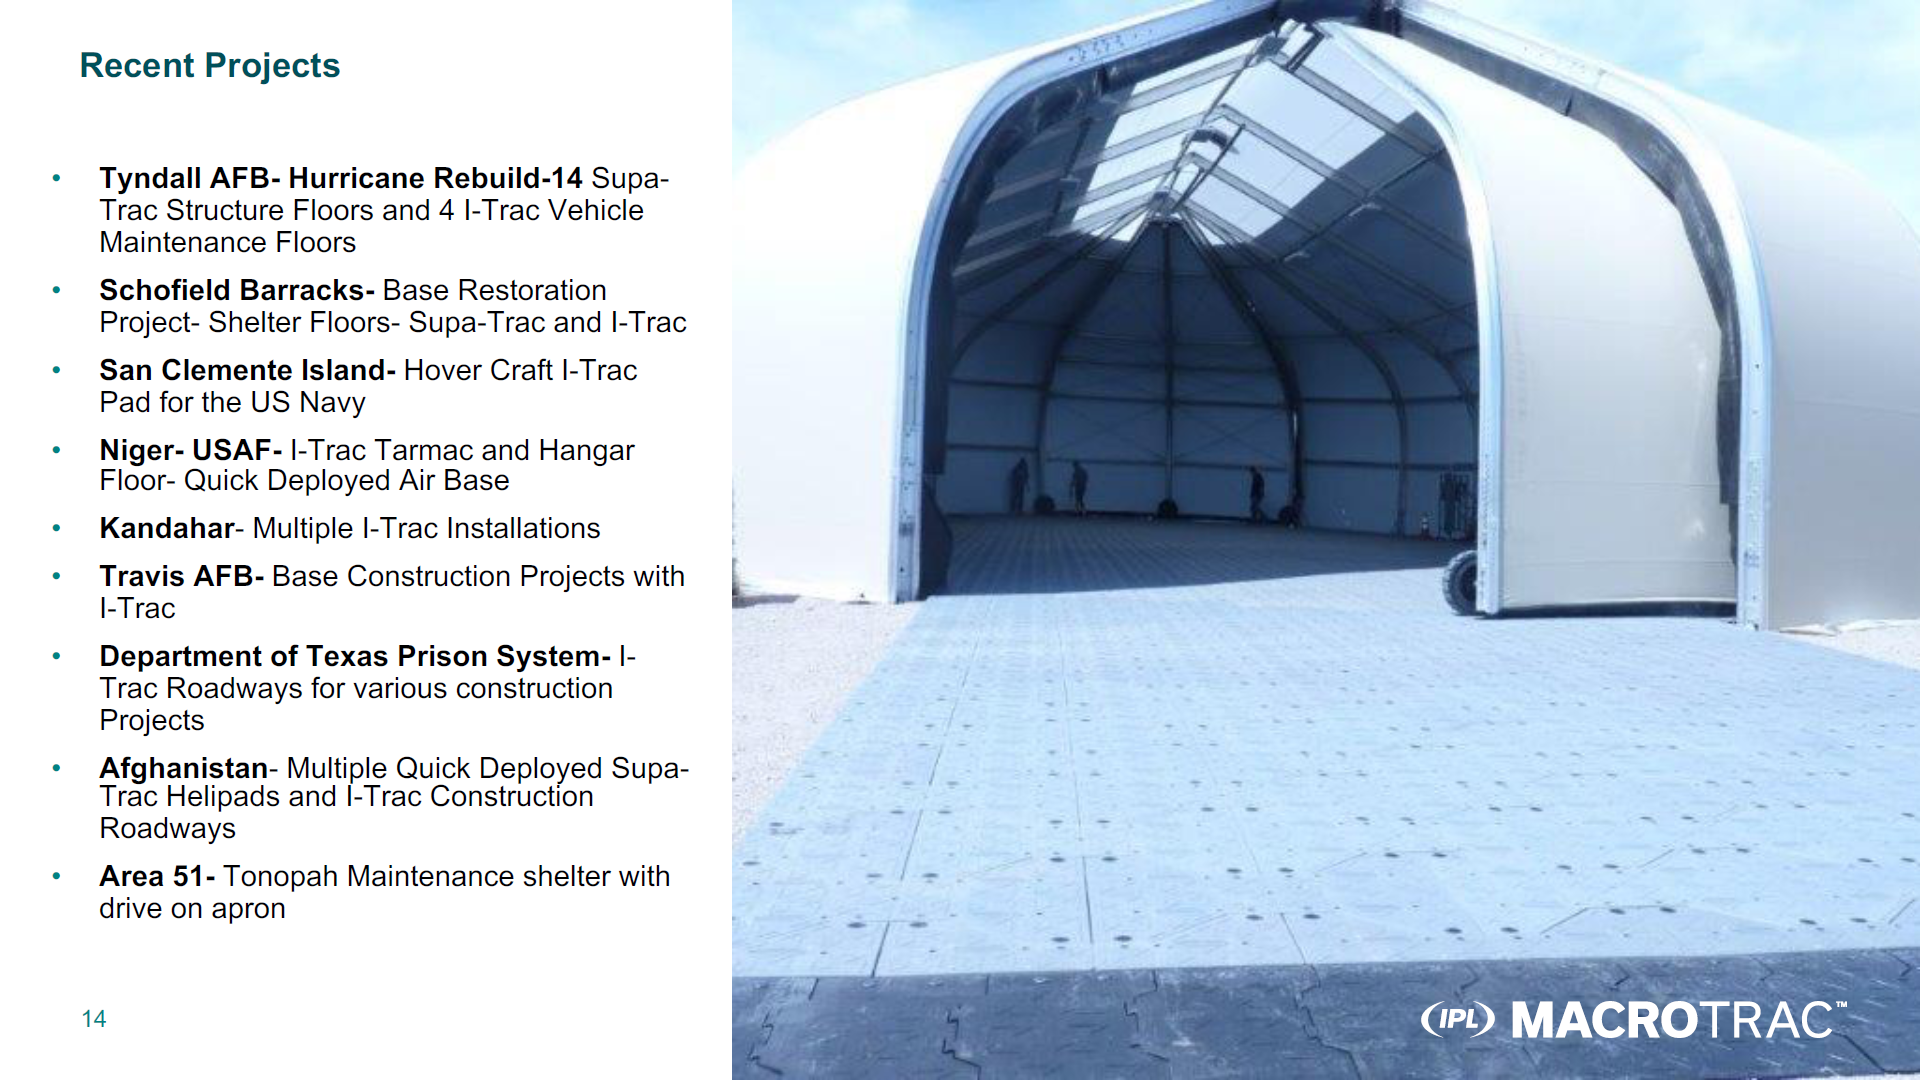 Recent Projects
• Tyndall AFB- Hurricane Rebuild-14 Supa-
Trac Structure Floors and 4 I-Trac Vehicle
Maintenance Floors
• Schofield Barracks- Base Restoration
Project- Shelter Floors- Supa-Trac and I-Trac
• San Clemente Island- Hover Craft I-Trac
Pad for the US Navy
• Niger- USAF- I-Trac Tarmac and Hangar
Floor- Quick Deployed Air Base
• Kandahar- Multiple I-Trac Installations
• Travis AFB- Base Construction Projects with
I-Trac
• Department of Texas Prison System- I-
Trac Roadways for various construction
Projects
• Afghanistan- Multiple Quick Deployed Supa-
Trac Helipads and I-Trac Construction
Roadways
• Area 51- Tonopah Maintenance shelter with
drive on apron
14
IPL MACROTRAC™